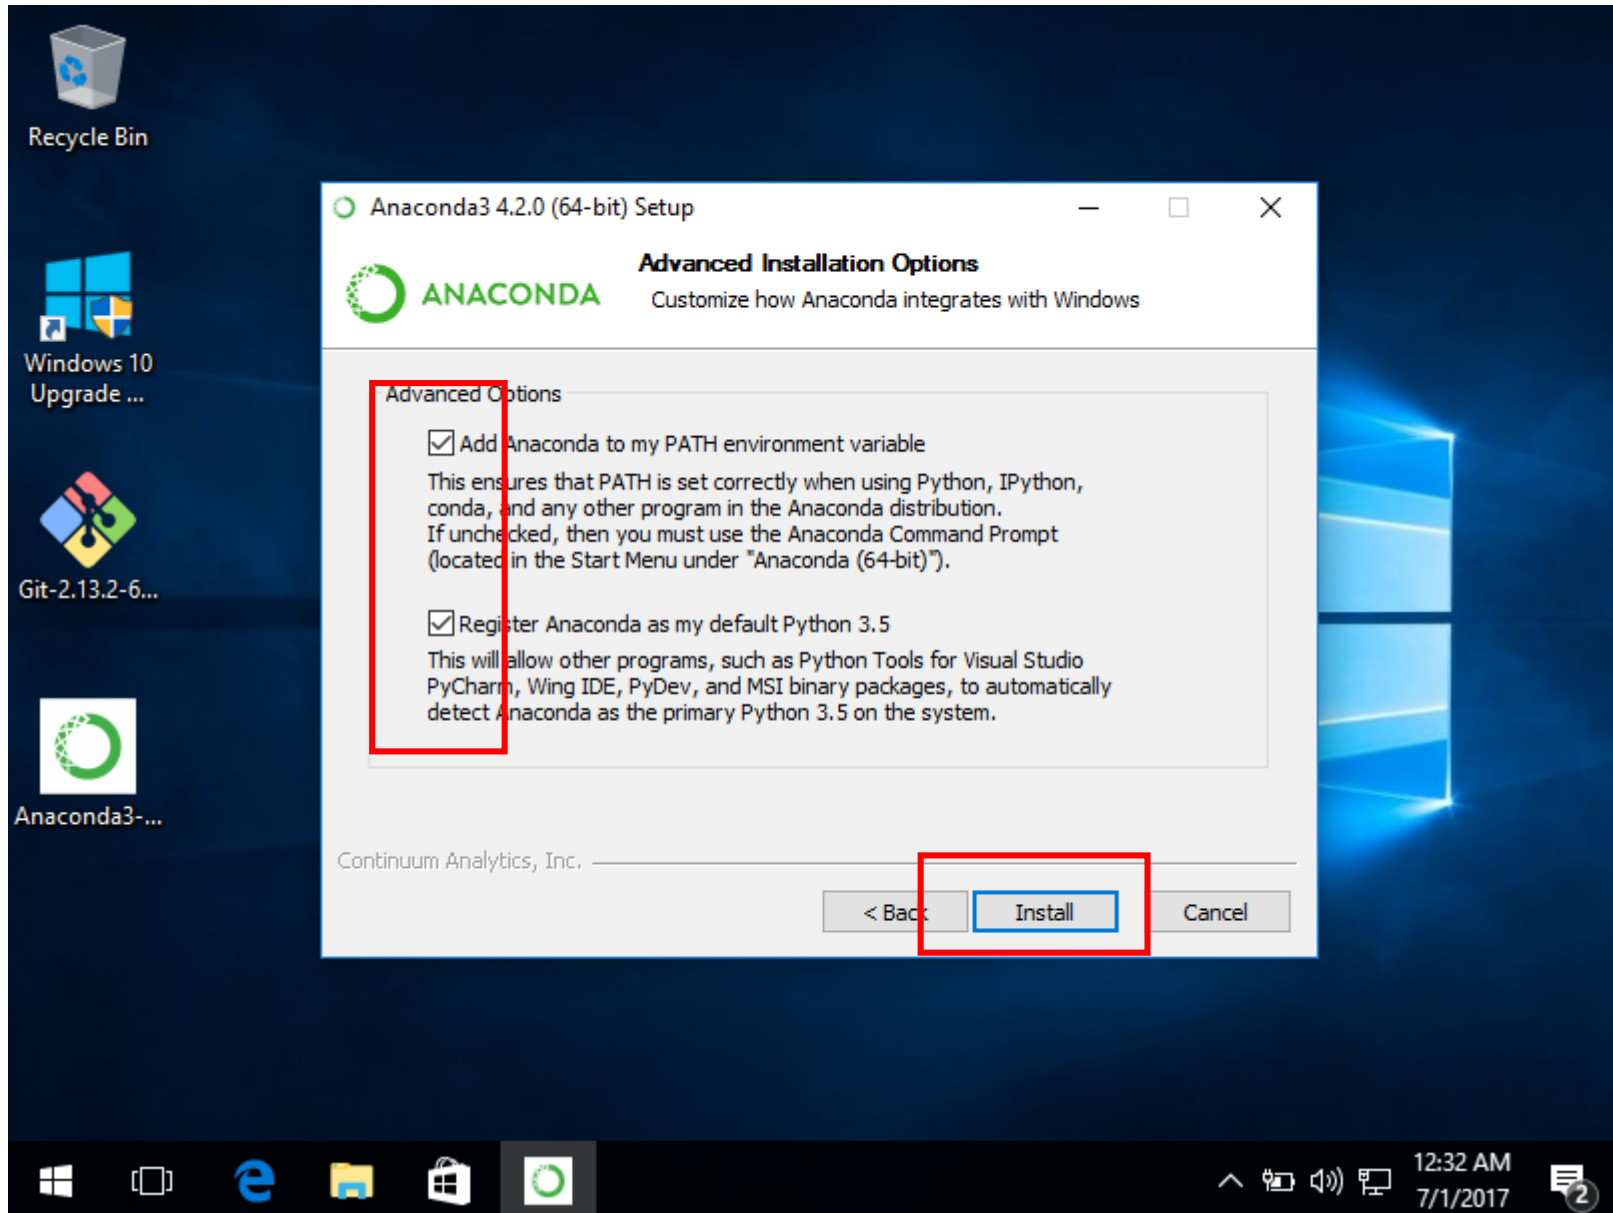 Recycle Bin
Windows 10
Upgrade ...
Git-2.13.2-6...
Anaconda3-...
Anaconda3 4.2.0 (64-bit) Setup
ANACONDA
Advanced Installation Options
Customize how Anaconda integrates with Windows
Advanced Options
Add Anaconda to my PATH environment variable
This ensures that PATH is set correctly when using Python, IPython,
conda, and any other program in the Anaconda distribution.
If unchecked, then you must use the Anaconda Command Prompt
(located in the Start Menu under "Anaconda (64-bit)").
Register Anaconda as my default Python 3.5
This will allow other programs, such as Python Tools for Visual Studio
PyCharm, Wing IDE, PyDev, and MSI binary packages, to automatically
detect Anaconda as the primary Python 3.5 on the system.
Continuum Analytics, Inc.
< Back
Install
Cancel
12:32 AM
7/1/2017
2